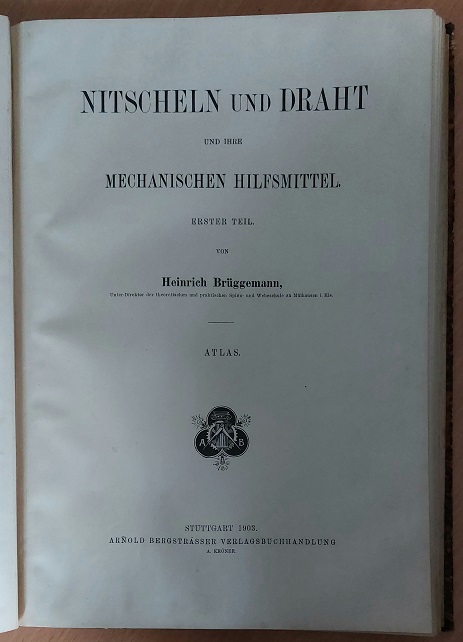 NITSCHELN UND DRAHT
UND IHRE
MECHANISCHEN HILFSMITTEL.
ERSTER TEIL.
VON
Heinrich Brüggemann,
Unter-Direktor der theoretischen und praktischen Spinn- und Webeschule zu Mülhausen i. Els.
ATLAS.
A B
STUTTGART 1903.
ARNOLD BERGSTRÄSSER VERLAGSBUCHHANDLUNG
A. KRÖNER.